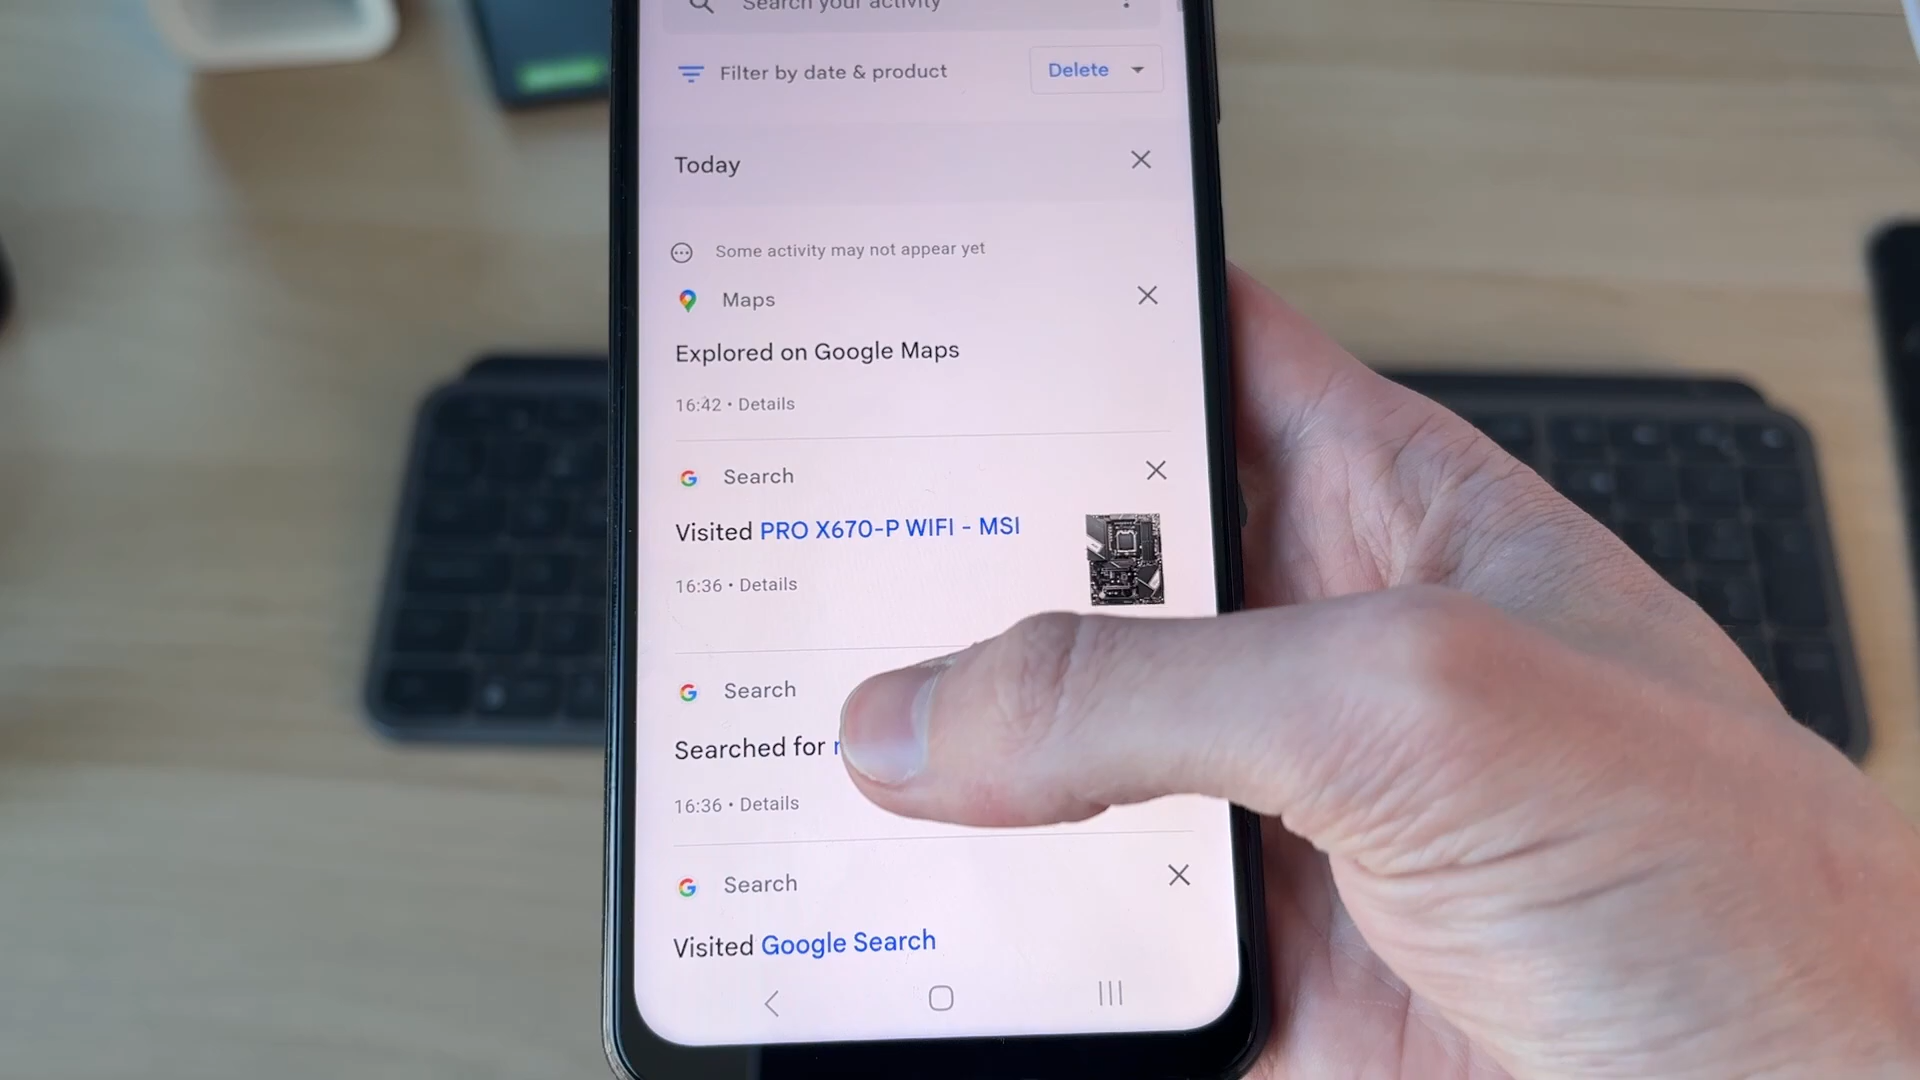 Search your activity
Filter by date & product
Delete
Today
Some activity may not appear yet
Maps
Explored on Google Maps
16:42 • Details
Search
Visited PRO X670-P WIFI - MSI
16:36 • Details
Search
Searched for
16:36 • Details
Search
Visited Google Search